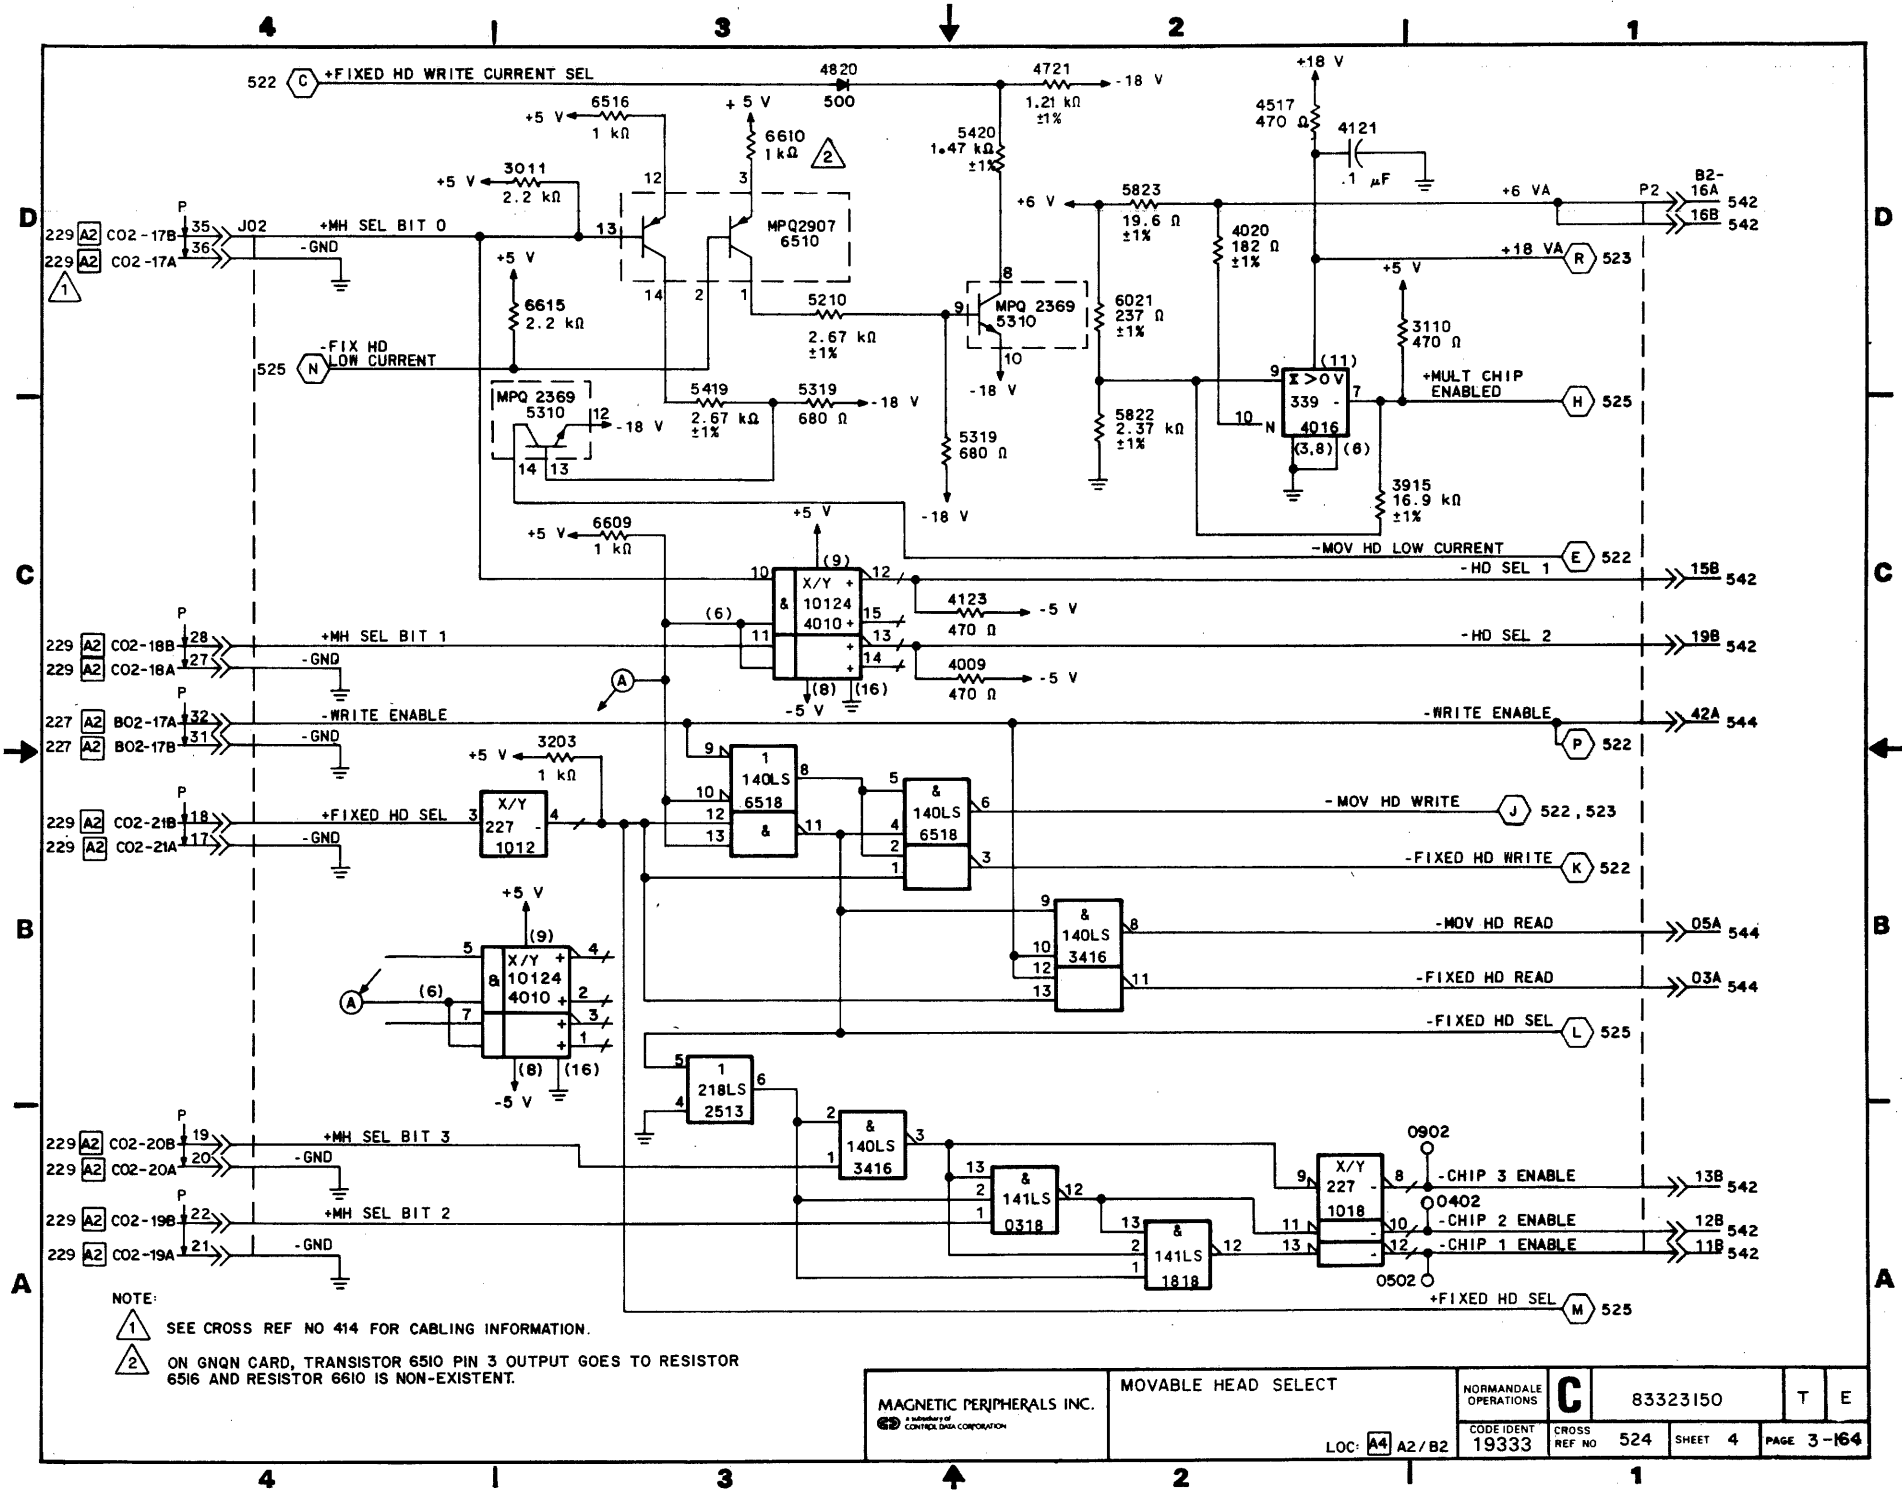 4 3 2 1
522 C +FIXED HD WRITE CURRENT SEL
4820
500
4721
1.21 kΩ
±1%
-18 V
+18 V
4517
470 Ω
4121
.1 µF
+5 V
6516
1 kΩ
+ 5 V
6610
1 kΩ
2
5420
1.47 kΩ
±1%
+5 V
3011
2.2 kΩ
12
3
13
MPQ2907
6510
14
2
1
+6 V
5823
19.6 Ω
±1%
4020
182 Ω
±1%
+6 VA
P2
B2-
16A
542
16B
542
D
D
P
229 A2 CO2-17B 35 J02 +MH SEL BIT 0
229 A2 CO2-17A 36 -GND
1
+5 V
6615
2.2 kΩ
+18 VA R 523
+5 V
3110
470 Ω
5210
2.67 kΩ
±1%
8
9
MPQ 2369
5310
10
-18 V
6021
237 Ω
±1%
525 N -FIX HD
LOW CURRENT
9
(11)
Σ>0 V
339 -
4016
7
10 N
(3,8) (6)
+MULT CHIP
ENABLED
H 525
MPQ 2369
5310
12
-18 V
14 13
5419
2.67 kΩ
±1%
5319
680 Ω
-18 V
5319
680 Ω
-18 V
5822
2.37 kΩ
±1%
3915
16.9 kΩ
±1%
+5 V
6609
1 kΩ
+5 V
(9)
-MOV HD LOW CURRENT E 522
C
C
10
&
X/Y +
10124
4010 +
12
15
-HD SEL 1
15B
542
4123
470 Ω
-5 V
(6)
11
+
+
13
14
P
229 A2 CO2-18B 28 +MH SEL BIT 1
229 A2 CO2-18A 27 -GND
-HD SEL 2
19B
542
4009
470 Ω
-5 V
(8) (16)
-5 V
A
P
227 A2 BO2-17A 32 -WRITE ENABLE
227 A2 BO2-17B 31 -GND
-WRITE ENABLE
42A
544
P 522
+5 V
3203
1 kΩ
9
1
140LS
6518
8
10
12
13
&
11
5
&
140LS
6518
6
4
2
1
3
P
229 A2 CO2-21B 18 +FIXED HD SEL
229 A2 CO2-21A 17 -GND
3
X/Y
227 -
1012
4
-MOV HD WRITE J 522,523
-FIXED HD WRITE K 522
+5 V
(9)
5
&
X/Y +
10124
4010 +
4
2
A (6)
7
+
+
3
1
(8) (16)
-5 V
9
&
140LS
3416
8
10
12
13
11
-MOV HD READ
05A
544
-FIXED HD READ
03A
544
B
B
-FIXED HD SEL L 525
5
1
218LS
2513
6
4
P
229 A2 CO2-20B 19 +MH SEL BIT 3
229 A2 CO2-20A 20 -GND
2
&
140LS
3416
3
1
13
&
141LS
0318
12
2
1
13
&
141LS
1818
12
2
1
P
229 A2 CO2-19B 22 +MH SEL BIT 2
229 A2 CO2-19A 21 -GND
0902
9
X/Y
227 -
1018
8
-CHIP 3 ENABLE
13B
542
0402
11 - 10
-CHIP 2 ENABLE
12B
542
13 - 12
-CHIP 1 ENABLE
11B
542
0502
A
A
+FIXED HD SEL M 525
NOTE:
1 SEE CROSS REF NO 414 FOR CABLING INFORMATION.
2 ON GNQN CARD, TRANSISTOR 6510 PIN 3 OUTPUT GOES TO RESISTOR
6516 AND RESISTOR 6610 IS NON-EXISTENT.
MAGNETIC PERIPHERALS INC.
a subsidiary of
CONTROL DATA CORPORATION
MOVABLE HEAD SELECT
LOC: A4 A2/B2
NORMANDALE
OPERATIONS
C
83323150
T
E
CODE IDENT
19333
CROSS
REF NO
524
SHEET 4
PAGE 3-164
4 3 2 1